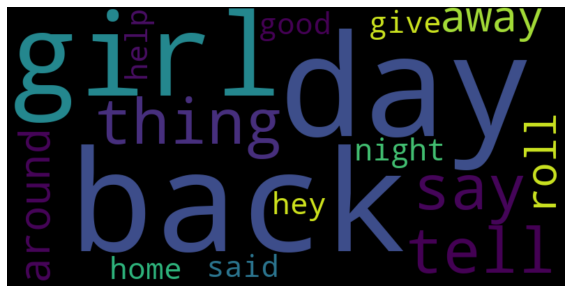 girl
help
good
give
away
day
thing
night
roll
around
back
hey
say
tell
home
said